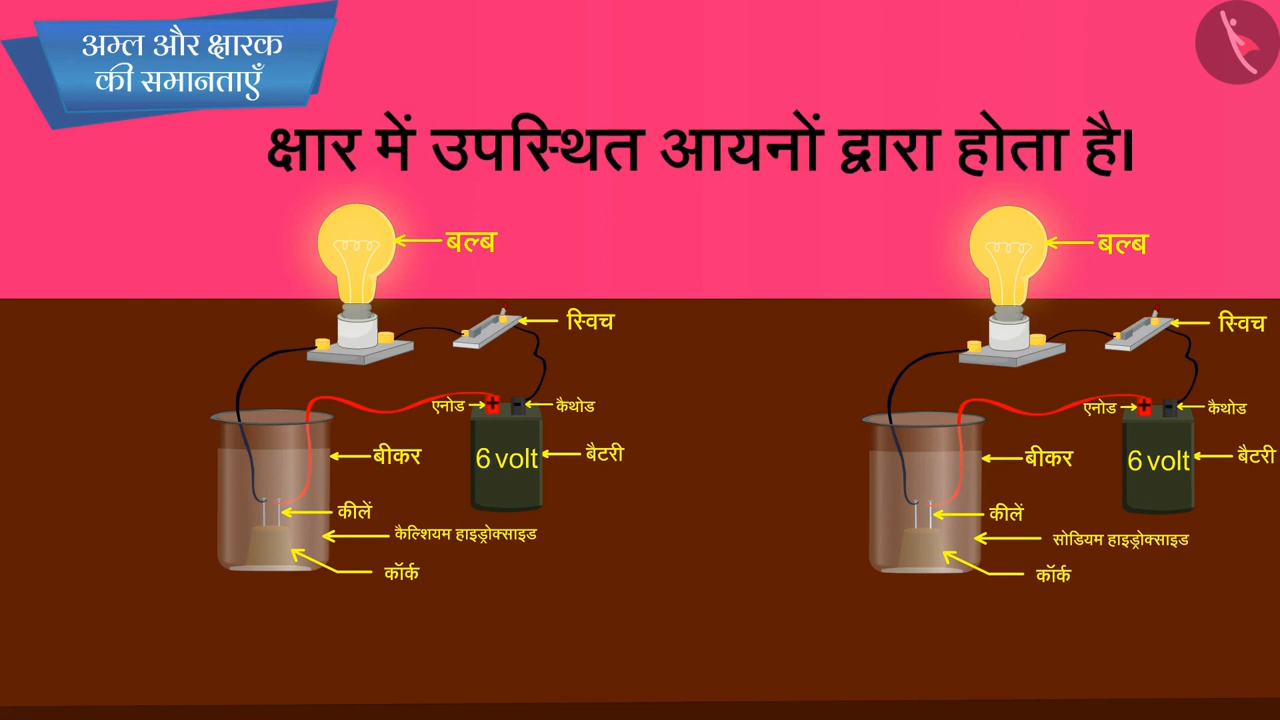 अम्ल और क्षारक
की समानताएँ
क्षार में उपस्थित आयनों द्वारा होता है।
बल्ब
स्विच
एनोड
+
-
कैथोड
बीकर
6 volt
बैटरी
कीलें
कैल्शियम हाइड्रोक्साइड
कॉर्क
बल्ब
स्विच
एनोड
+
-
कैथोड
बीकर
6 volt
बैटरी
कीलें
सोडियम हाइड्रोक्साइड
कॉर्क